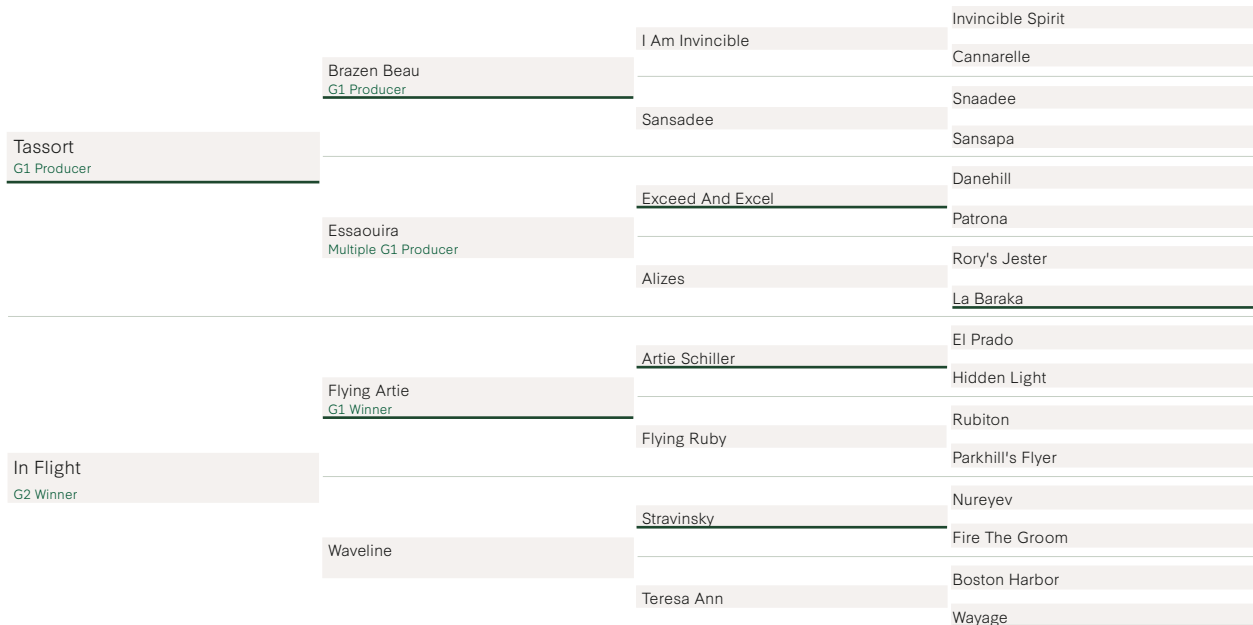 Tassort
G1 Producer
Brazen Beau
G1 Producer
I Am Invincible
Invincible Spirit
Cannarelle
Sansadee
Snaadee
Sansapa
Essaouira
Multiple G1 Producer
Exceed And Excel
Danehill
Patrona
Alizes
Rory's Jester
La Baraka
In Flight
G2 Winner
Flying Artie
G1 Winner
Artie Schiller
El Prado
Hidden Light
Flying Ruby
Rubiton
Parkhill's Flyer
Waveline
Stravinsky
Nureyev
Fire The Groom
Teresa Ann
Boston Harbor
Wayage